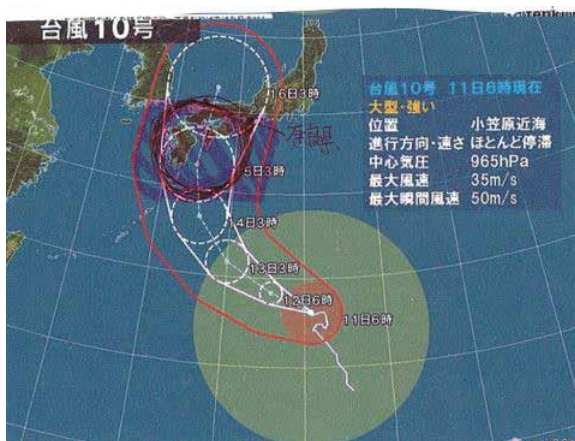 台風10号
台風10号 11日6時現在
大型・強い
位置 小笠原近海
進行方向・速さ ほとんど停滞
中心気圧 965hPa
最大風速 35m/s
最大瞬間風速 50m/s
16日3時
奈良県
15日3時
14日3時
13日3時
12日6時
11日6時